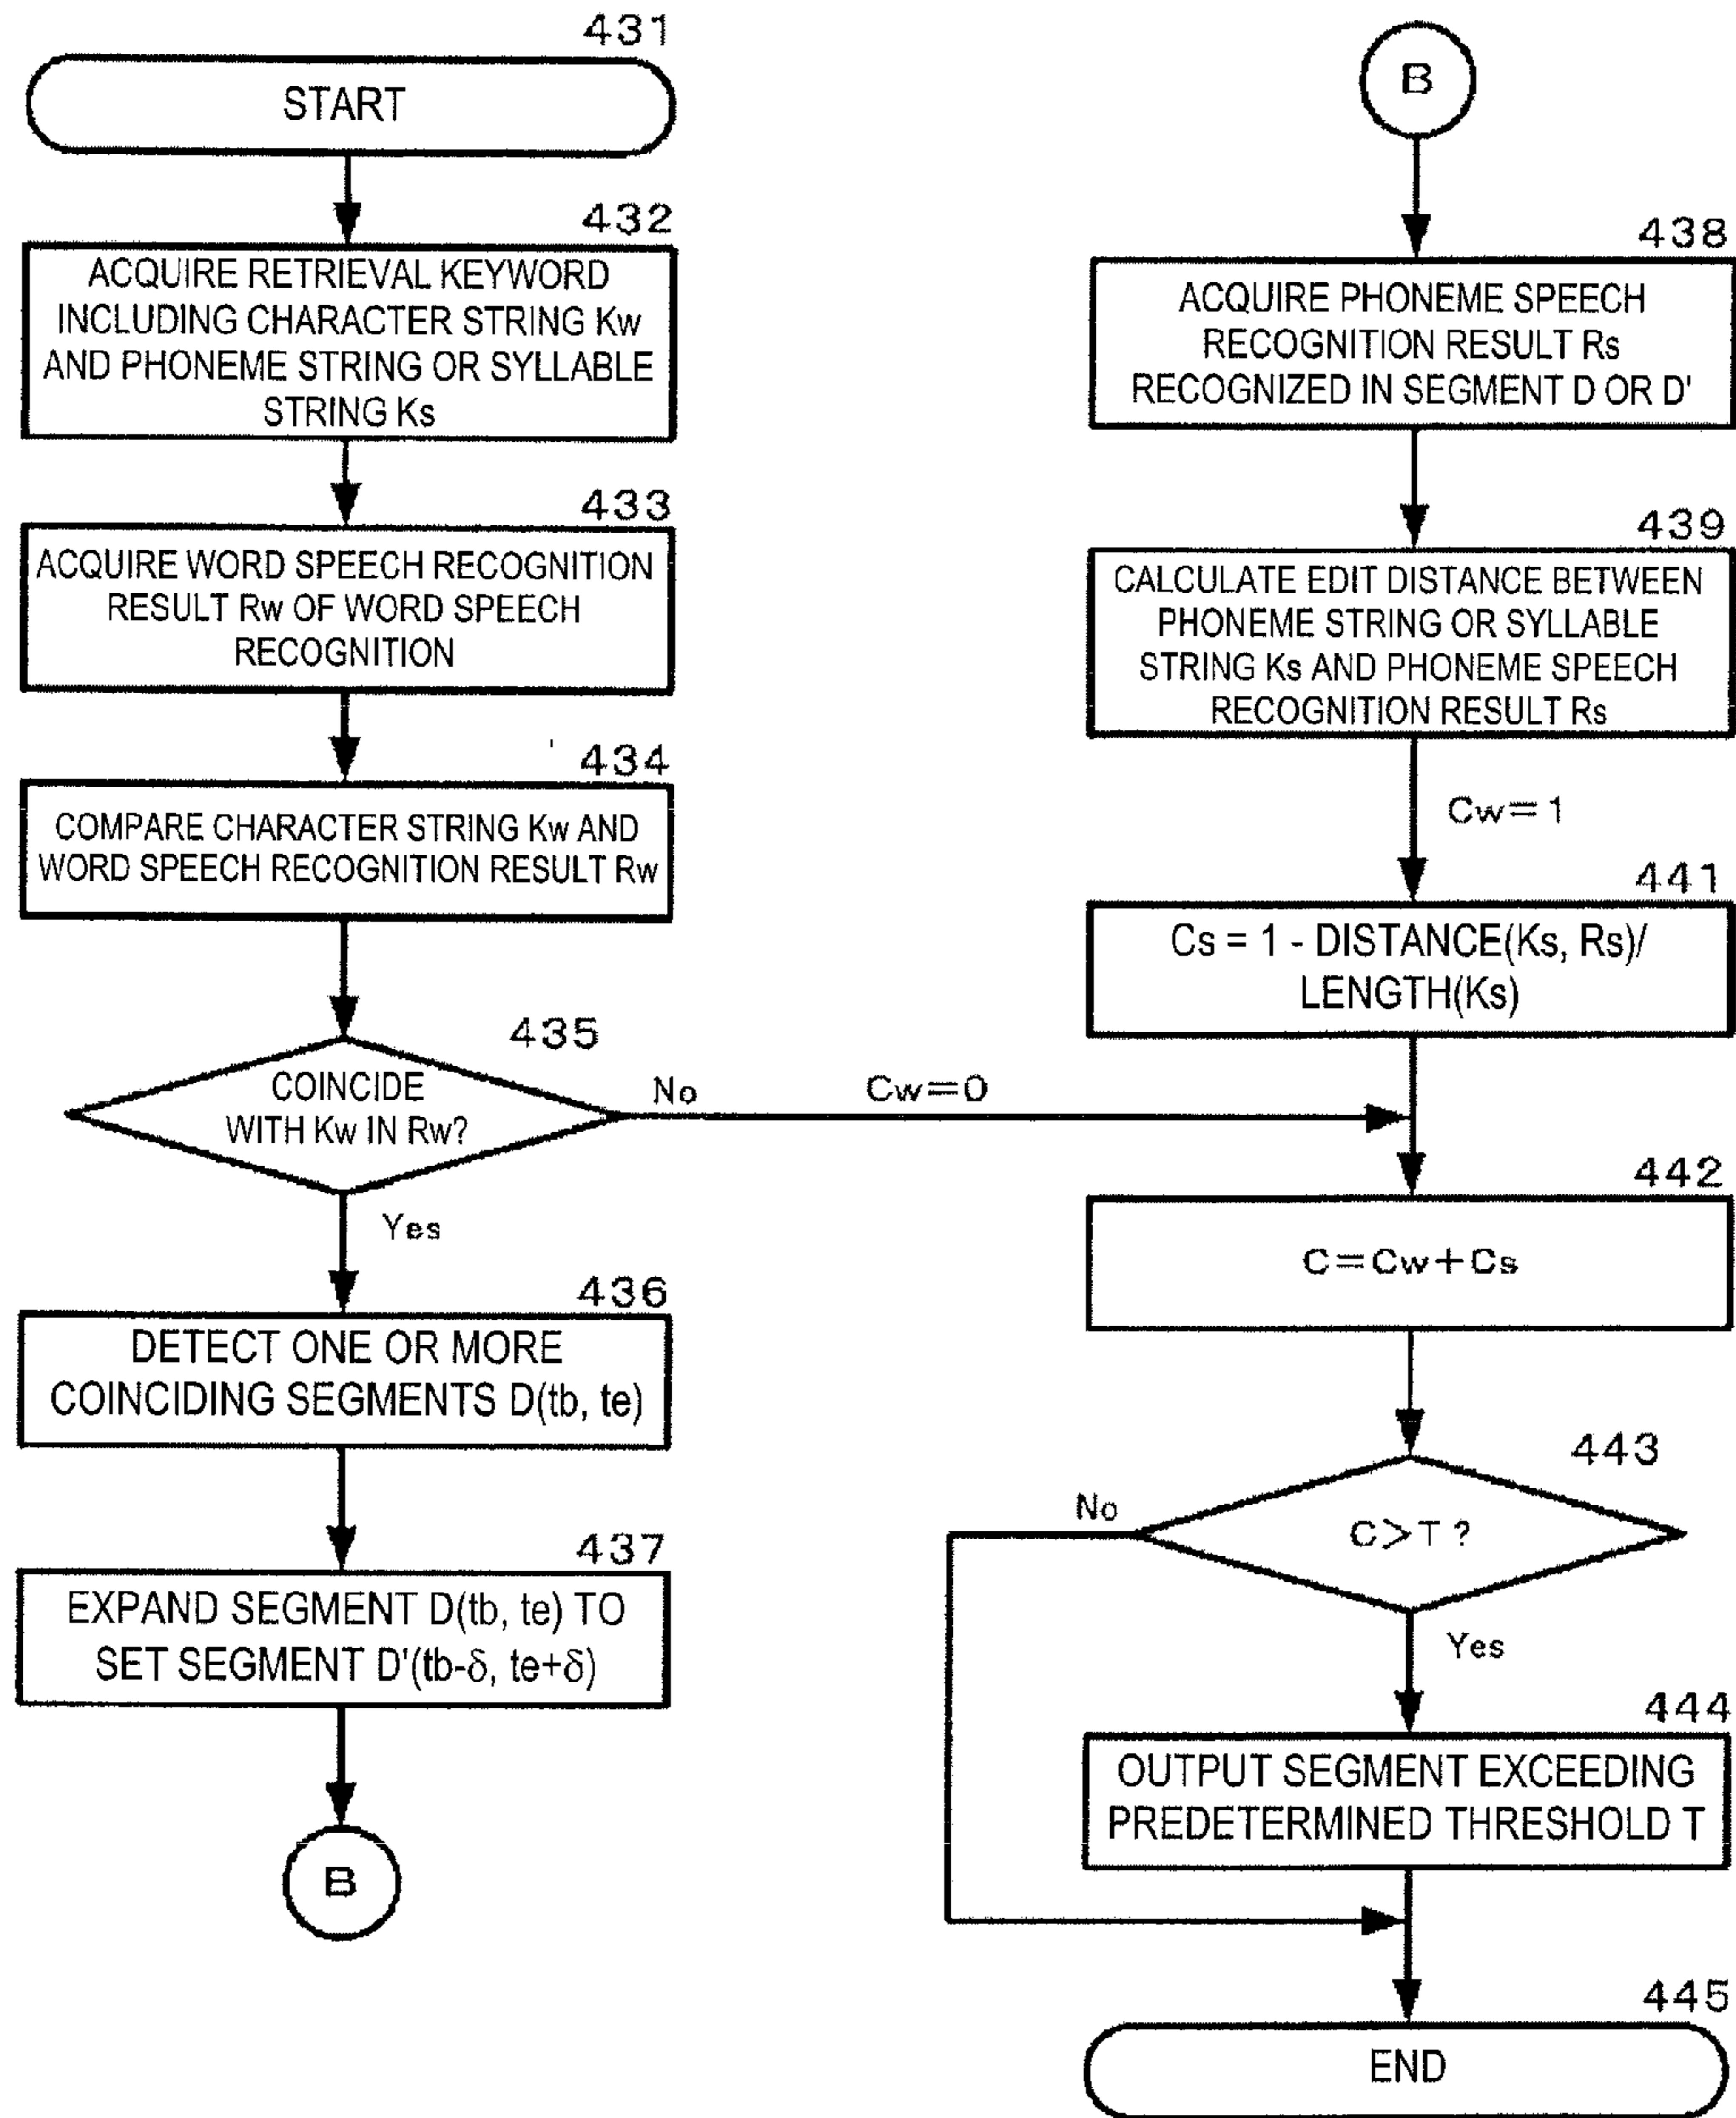 431
START
432
ACQUIRE RETRIEVAL KEYWORD
INCLUDING CHARACTER STRING Kw
AND PHONEME STRING OR SYLLABLE
STRING Ks
433
ACQUIRE WORD SPEECH RECOGNITION
RESULT Rw OF WORD SPEECH
RECOGNITION
434
COMPARE CHARACTER STRING Kw AND
WORD SPEECH RECOGNITION RESULT Rw
435
COINCIDE
WITH Kw IN Rw?
No
Cw=0
Yes
436
DETECT ONE OR MORE
COINCIDING SEGMENTS D(tb, te)
437
EXPAND SEGMENT D(tb, te) TO
SET SEGMENT D'(tb-δ, te+δ)
B
B
438
ACQUIRE PHONEME SPEECH
RECOGNITION RESULT Rs
RECOGNIZED IN SEGMENT D OR D'
439
CALCULATE EDIT DISTANCE BETWEEN
PHONEME STRING OR SYLLABLE
STRING Ks AND PHONEME SPEECH
RECOGNITION RESULT Rs
Cw=1
441
Cs = 1 - DISTANCE(Ks, Rs)/
LENGTH(Ks)
442
C=Cw+Cs
443
No
C>T ?
Yes
444
OUTPUT SEGMENT EXCEEDING
PREDETERMINED THRESHOLD T
445
END